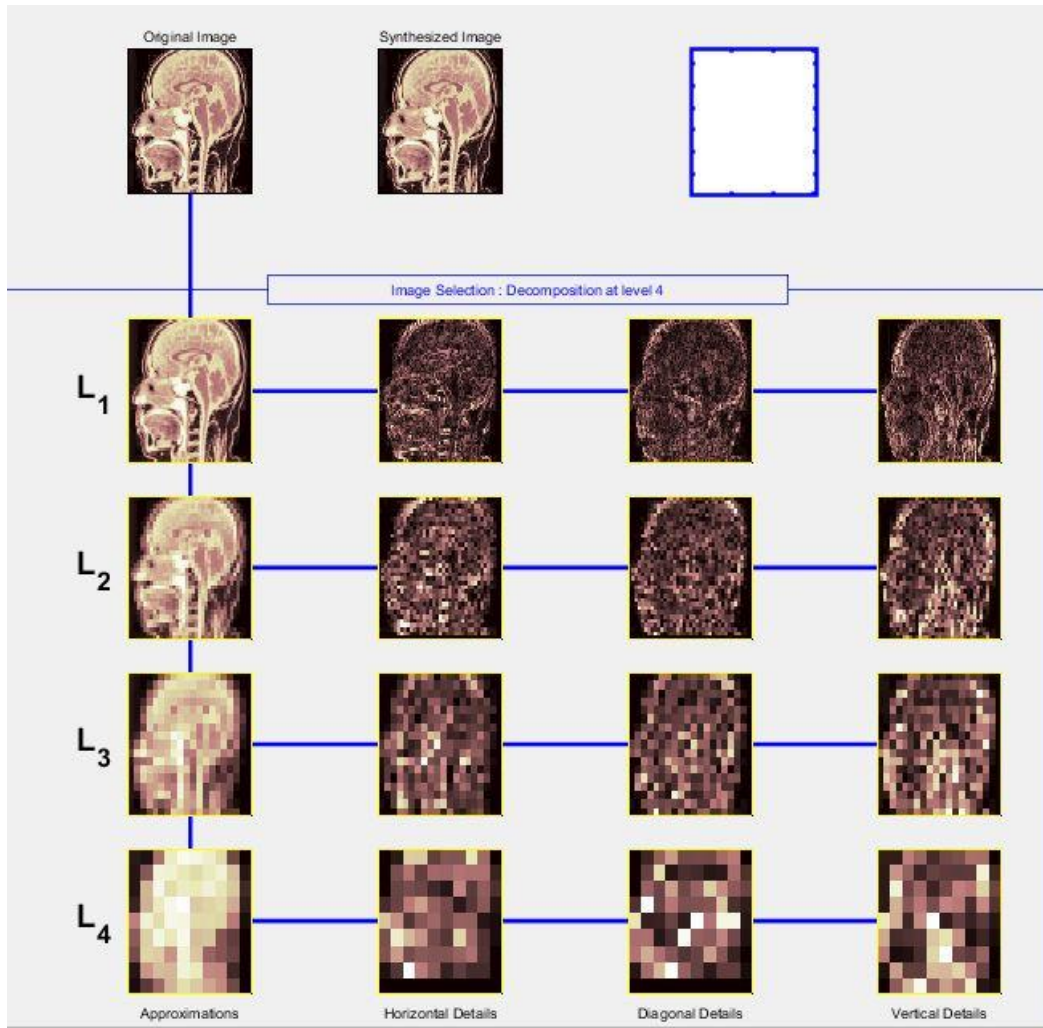 Original Image
Synthesized Image
Image Selection : Decomposition at level 4
L1
L2
L3
L4
Approximations
Horizontal Details
Diagonal Details
Vertical Details